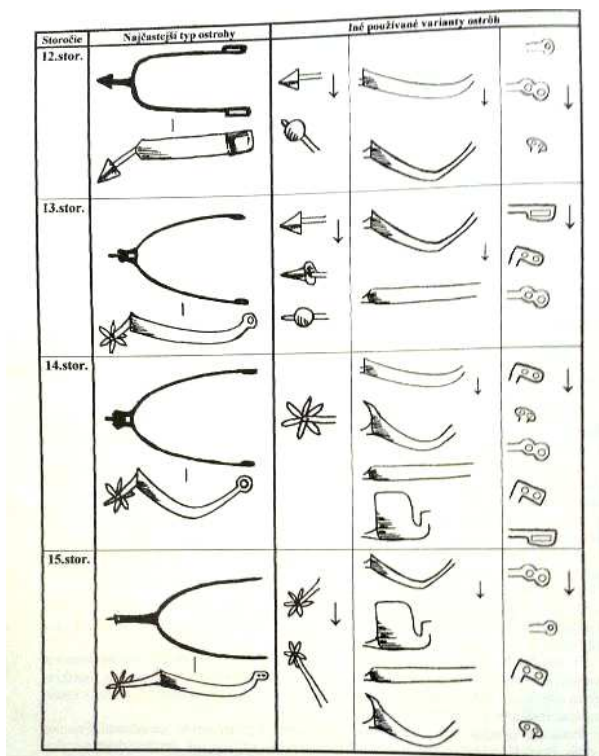 Storočie
Najčastejší typ ostrohy
Iné používané varianty ostrôh
12.stor.
13.stor.
14.stor.
15.stor.